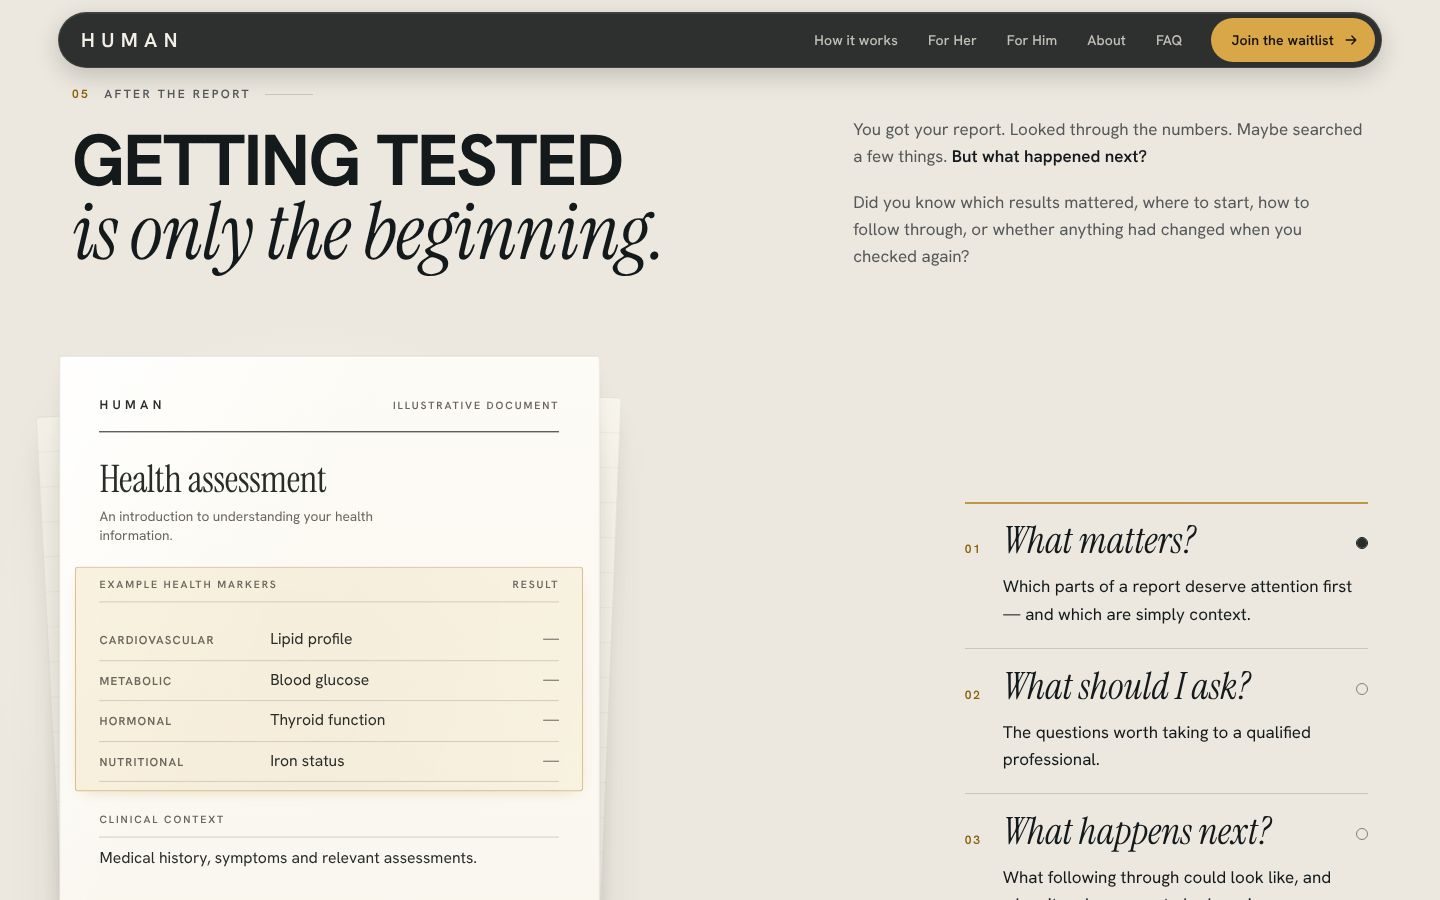 HUMAN
How it works
For Her
For Him
About
FAQ
Join the waitlist →
05 AFTER THE REPORT
GETTING TESTED
is only the beginning.
You got your report. Looked through the numbers. Maybe searched
a few things. But what happened next?
Did you know which results mattered, where to start, how to
follow through, or whether anything had changed when you
checked again?
HUMAN
ILLUSTRATIVE DOCUMENT
Health assessment
An introduction to understanding your health
information.
EXAMPLE HEALTH MARKERS RESULT
CARDIOVASCULAR Lipid profile —
METABOLIC Blood glucose —
HORMONAL Thyroid function —
NUTRITIONAL Iron status —
CLINICAL CONTEXT
Medical history, symptoms and relevant assessments.
01 What matters?
Which parts of a report deserve attention first
— and which are simply context.
02 What should I ask?
The questions worth taking to a qualified
professional.
03 What happens next?
What following through could look like, and